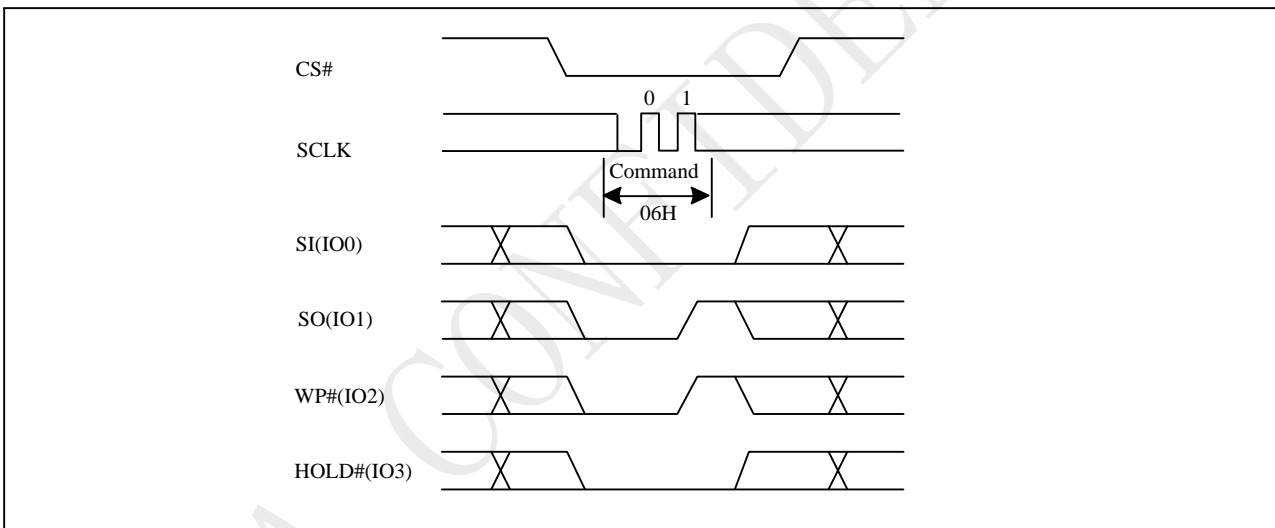 CS#
0 1
SCLK
Command
06H
SI(IO0)
SO(IO1)
WP#(IO2)
HOLD#(IO3)